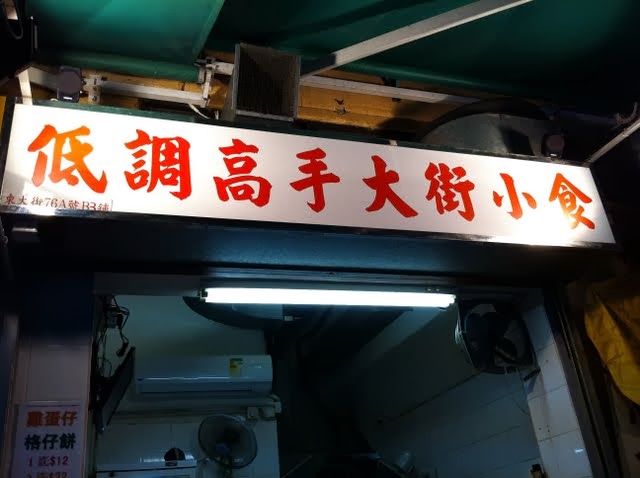 低調高手大街小食
東大街76A號B3鋪
雞蛋仔
格仔餅
1底$12